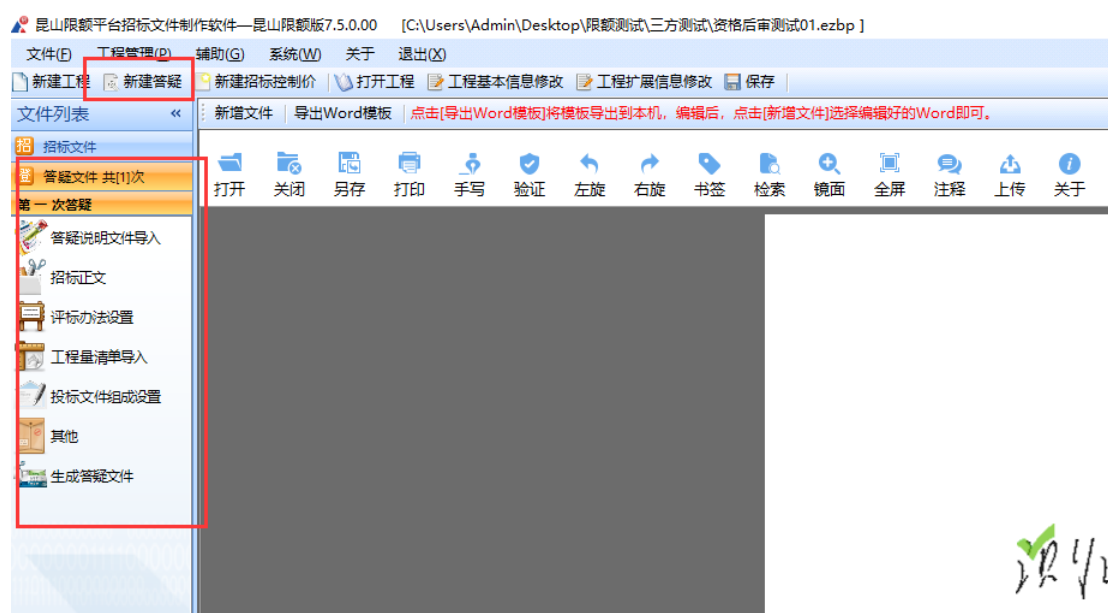 昆山限额平台招标文件制作软件—昆山限额版7.5.0.00 [C:\Users\Admin\Desktop\限额测试\三方测试\资格后审测试01.ezbp ]
文件(F) 工程管理(P) 辅助(G) 系统(W) 关于 退出(X)
新建工程 新建答疑 新建招标控制价 打开工程 工程基本信息修改 工程扩展信息修改 保存
文件列表 «
新增文件 导出Word模板 点击[导出Word模板]将模板导出到本机，编辑后，点击[新增文件]选择编辑好的Word即可。
招 招标文件
答疑文件 共[1]次
第 一 次答疑
打开 关闭 另存 打印 手写 验证 左旋 右旋 书签 检索 镜面 全屏 注释 上传 关于
答疑说明文件导入
招标正文
评标办法设置
工程量清单导入
投标文件组成设置
其他
生成答疑文件